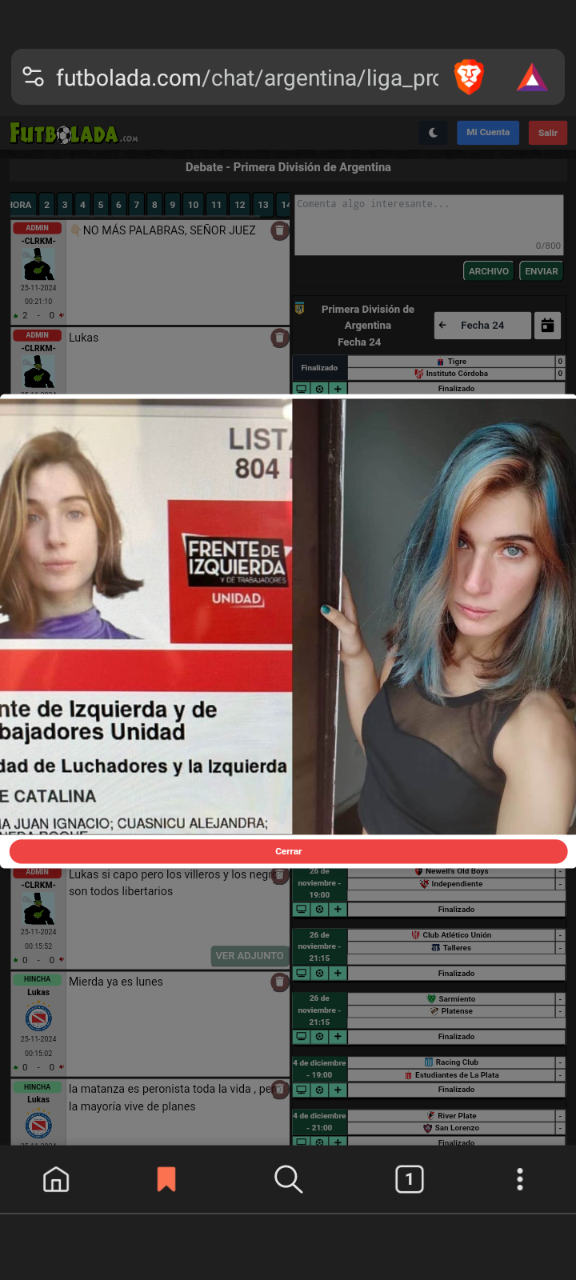 futbolada.com/chat/argentina/liga_pro
FUTBOLADA.COM
Mi Cuenta
Salir
Debate - Primera División de Argentina
HORA 2 3 4 5 6 7 8 9 10 11 12 13 14
ADMIN
-CLRKM-
25-11-2024
00:21:10
2 - 0
NO MÁS PALABRAS, SEÑOR JUEZ
ADMIN
-CLRKM-
Lukas
Comenta algo interesante...
0/800
ARCHIVO
ENVIAR
Primera División de
Argentina
Fecha 24
← Fecha 24
Finalizado
Tigre 0
Instituto Córdoba 0
Finalizado
LISTA
804
FRENTE DE
IZQUIERDA
Y DE TRABAJADORES
UNIDAD
nte de Izquierda y de
bajadores Unidad
dad de Luchadores y la Izquierda
E CATALINA
A JUAN IGNACIO; CUASNICU ALEJANDRA;
Cerrar
ADMIN
-CLRKM-
25-11-2024
00:15:52
0 - 0
Lukas si capo pero los villeros y los negr
son todos libertarios
VER ADJUNTO
HINCHA
Lukas
25-11-2024
00:15:02
0 - 0
Mierda ya es lunes
HINCHA
Lukas
la matanza es peronista toda la vida , pe
la mayoría vive de planes
26 de
noviembre -
19:00
Newell's Old Boys
Independiente -
Finalizado
26 de
noviembre -
21:15
Club Atlético Unión -
Talleres -
Finalizado
26 de
noviembre -
21:15
Sarmiento -
Platense -
Finalizado
4 de diciembre
- 19:00
Racing Club -
Estudiantes de La Plata -
Finalizado
4 de diciembre
- 21:00
River Plate -
San Lorenzo -
Finalizado
1